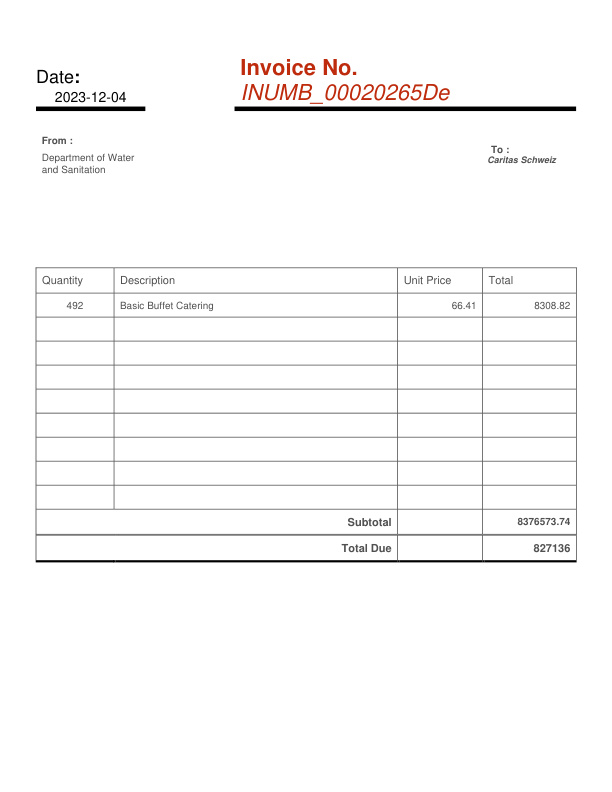 Invoice No.
Date:
INUMB_00020265De
2023-12-04
From :
To :
Department of Water
and Sanitation
Caritas Schweiz
Quantity Description Unit Price Total
492 Basic Buffet Catering 66.41 8308.82
Subtotal 8376573.74
Total Due 827136